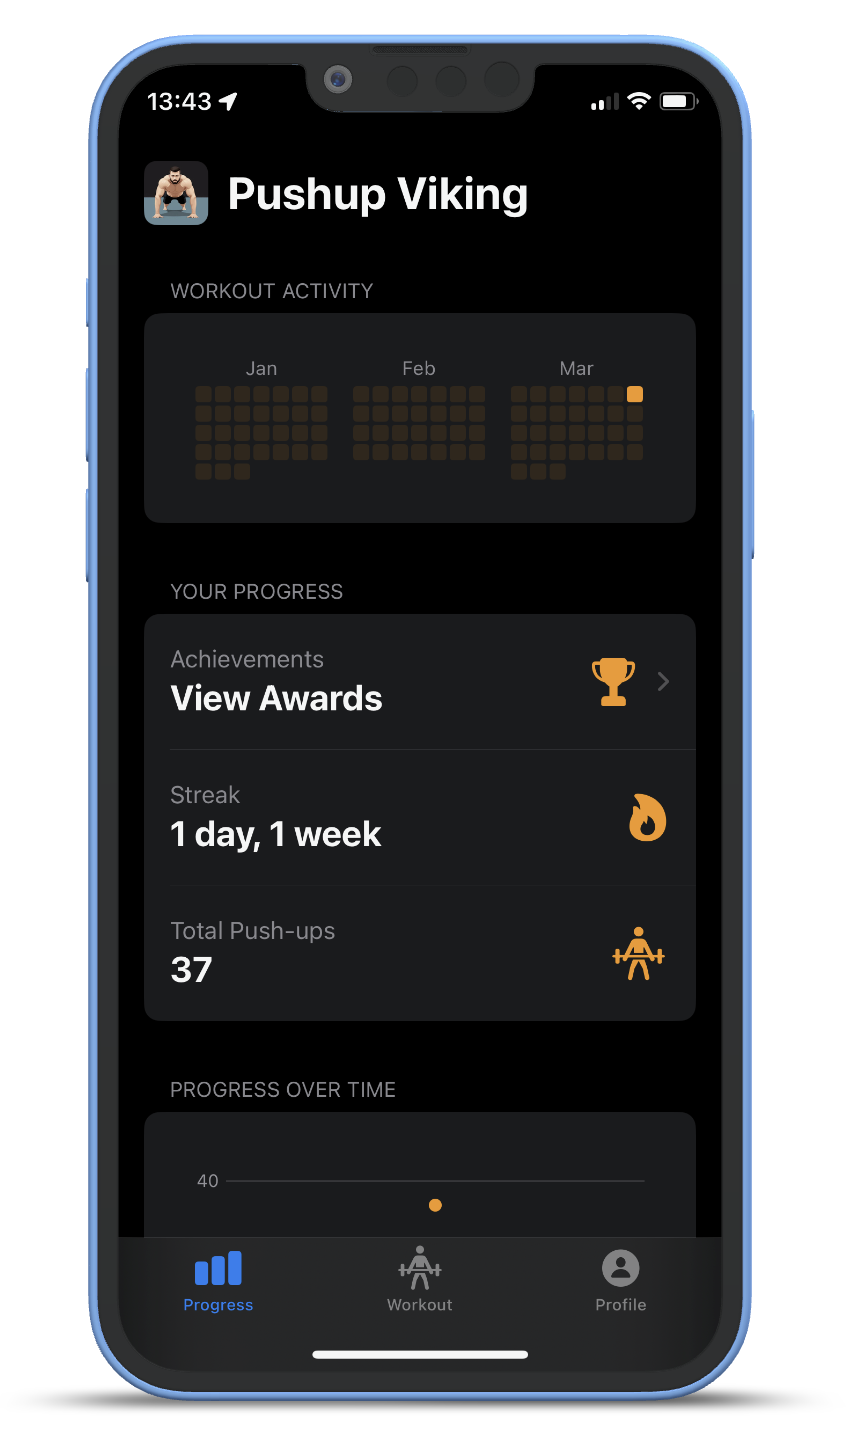 13:43
Pushup Viking
WORKOUT ACTIVITY
Jan Feb Mar
YOUR PROGRESS
Achievements
View Awards
Streak
1 day, 1 week
Total Push-ups
37
PROGRESS OVER TIME
40
Progress Workout Profile